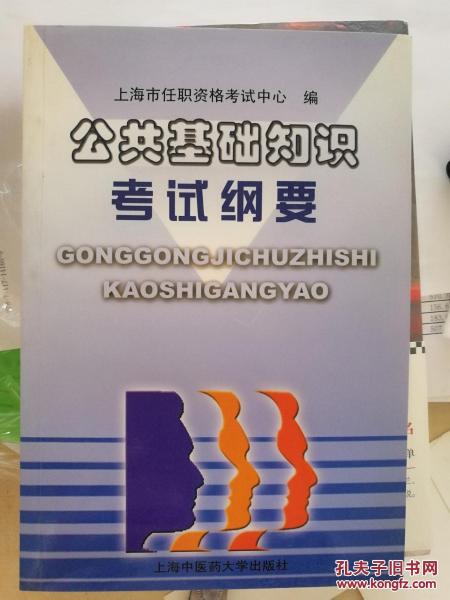 上海市任职资格考试中心 编
公共基础知识
考试纲要
GONGGONGJICHUZHISHI
KAOSHIGANGYAO
上海中医药大学出版社
孔夫子旧书网
www.kongfz.com